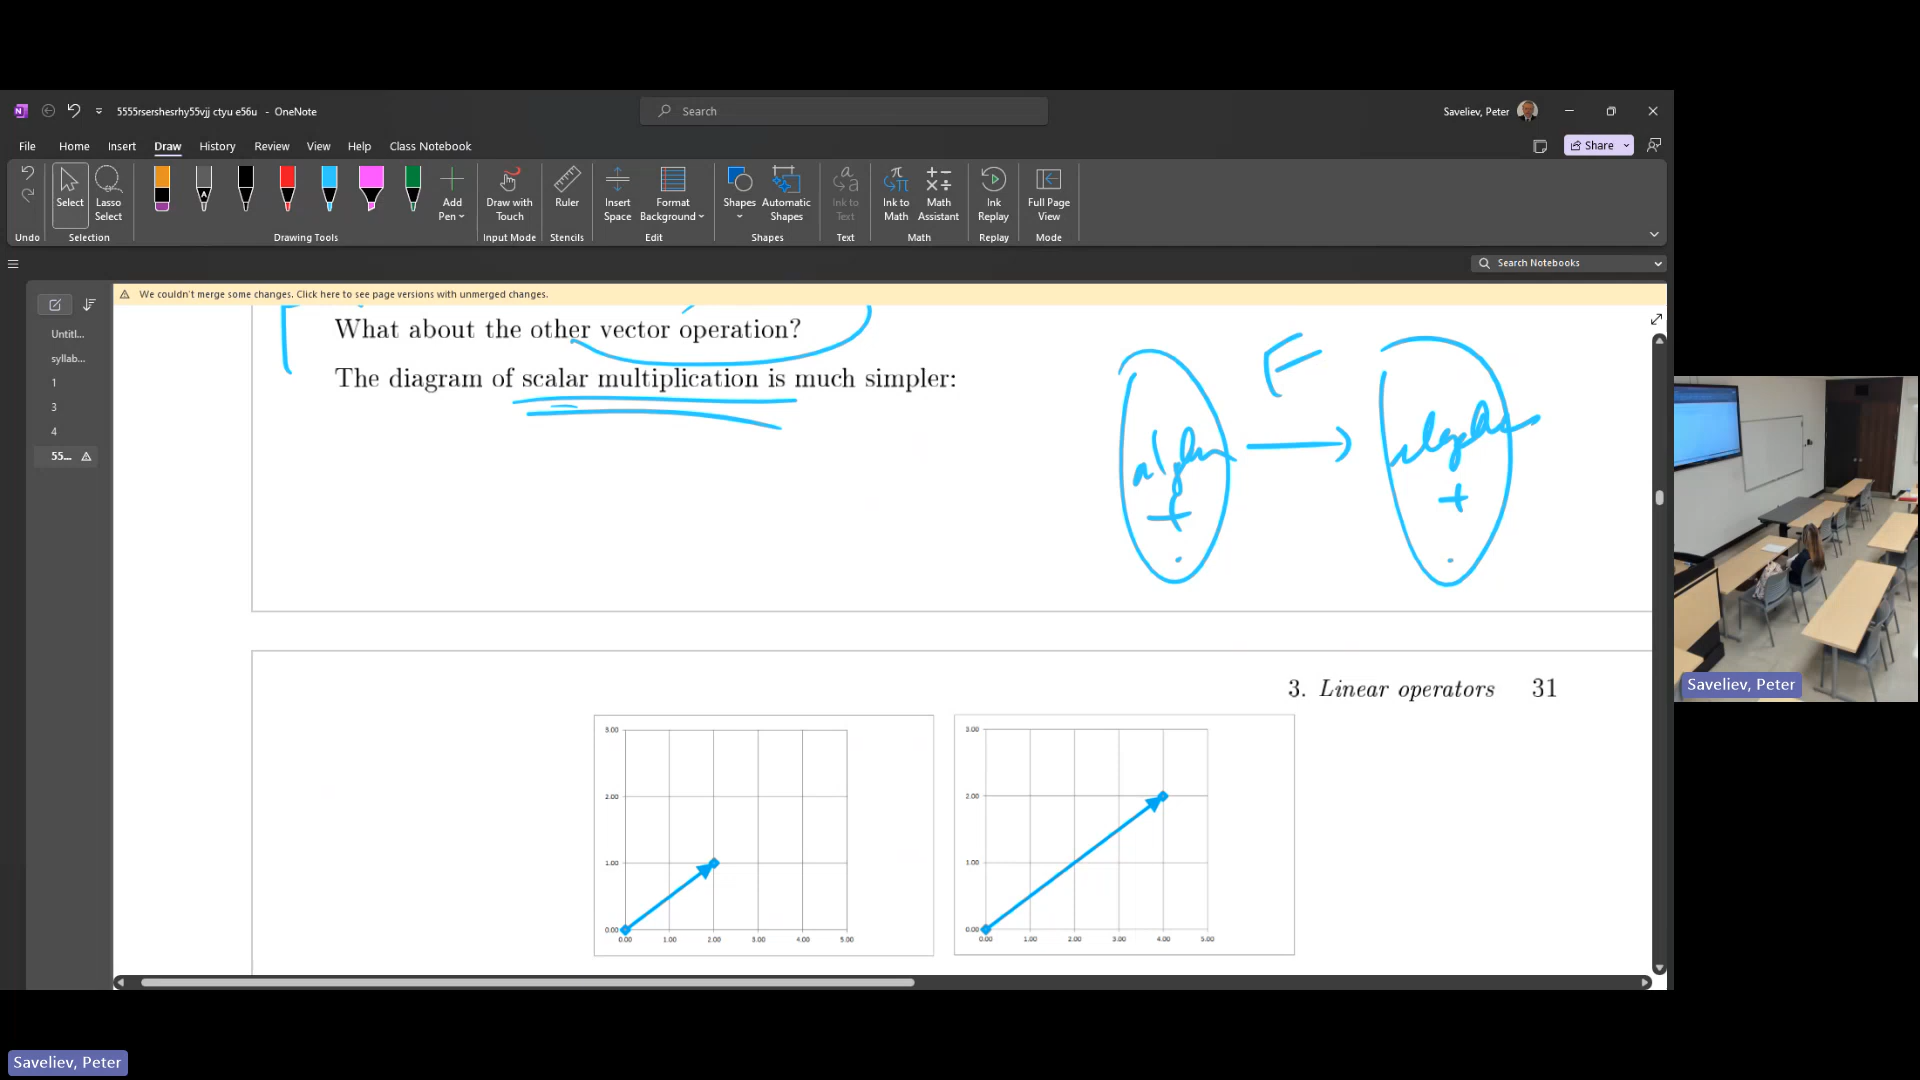 5555rsershesrhy55vjj ctyu e56u - OneNote
Search
Saveliev, Peter
File Home Insert Draw History Review View Help Class Notebook
Share
Select
Lasso Select
Add Pen
Draw with Touch
Ruler
Insert Space
Format Background
Shapes
Automatic Shapes
Ink to Text
Ink to Math
Math Assistant
Ink Replay
Full Page View
Undo Selection Drawing Tools Input Mode Stencils Edit Shapes Text Math Replay Mode
Search Notebooks
We couldn't merge some changes. Click here to see page versions with unmerged changes.
Untitl...
syllab...
1
3
4
55...
What about the other vector operation?
The diagram of scalar multiplication is much simpler:
F
+
+
3. Linear operators 31
3.00
2.00
1.00
0.00
0.00 1.00 2.00 3.00 4.00 5.00
3.00
2.00
1.00
0.00
0.00 1.00 2.00 3.00 4.00 5.00
Saveliev, Peter
Saveliev, Peter